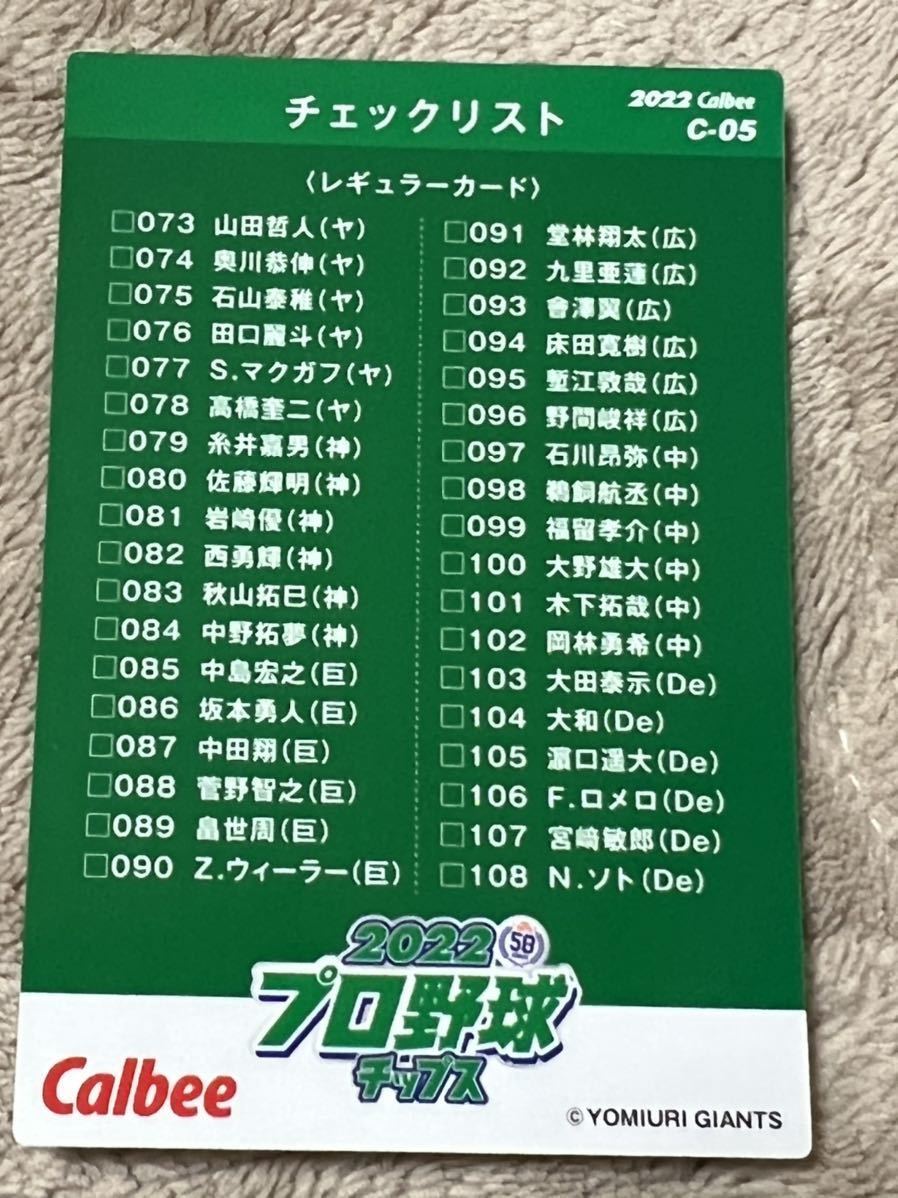 チェックリスト
2022 Calbee
C-05
〈レギュラーカード〉
□073 山田哲人(ヤ)
□074 奥川恭伸(ヤ)
□075 石山泰稚(ヤ)
□076 田口麗斗(ヤ)
□077 S.マクガフ(ヤ)
□078 高橋奎二(ヤ)
□079 糸井嘉男(神)
□080 佐藤輝明(神)
□081 岩崎優(神)
□082 西勇輝(神)
□083 秋山拓巳(神)
□084 中野拓夢(神)
□085 中島宏之(巨)
□086 坂本勇人(巨)
□087 中田翔(巨)
□088 菅野智之(巨)
□089 畠世周(巨)
□090 Z.ウィーラー(巨)
□091 堂林翔太(広)
□092 九里亜蓮(広)
□093 會澤翼(広)
□094 床田寛樹(広)
□095 塹江敦哉(広)
□096 野間峻祥(広)
□097 石川昂弥(中)
□098 鵜飼航丞(中)
□099 福留孝介(中)
□100 大野雄大(中)
□101 木下拓哉(中)
□102 岡林勇希(中)
□103 大田泰示(De)
□104 大和(De)
□105 濵口遥大(De)
□106 F.ロメロ(De)
□107 宮﨑敏郎(De)
□108 N.ソト(De)
2022
58
プロ野球
チップス
Calbee
© YOMIURI GIANTS